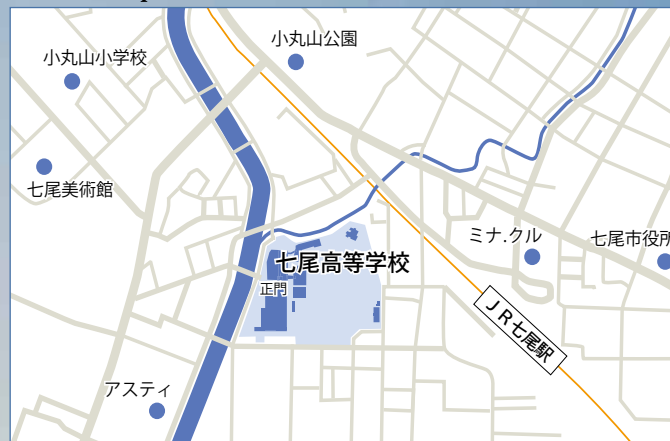 小丸山公園
小丸山小学校
七尾美術館
ミナ.クル
七尾市役所
七尾高等学校
正門
JR七尾駅
アスティ